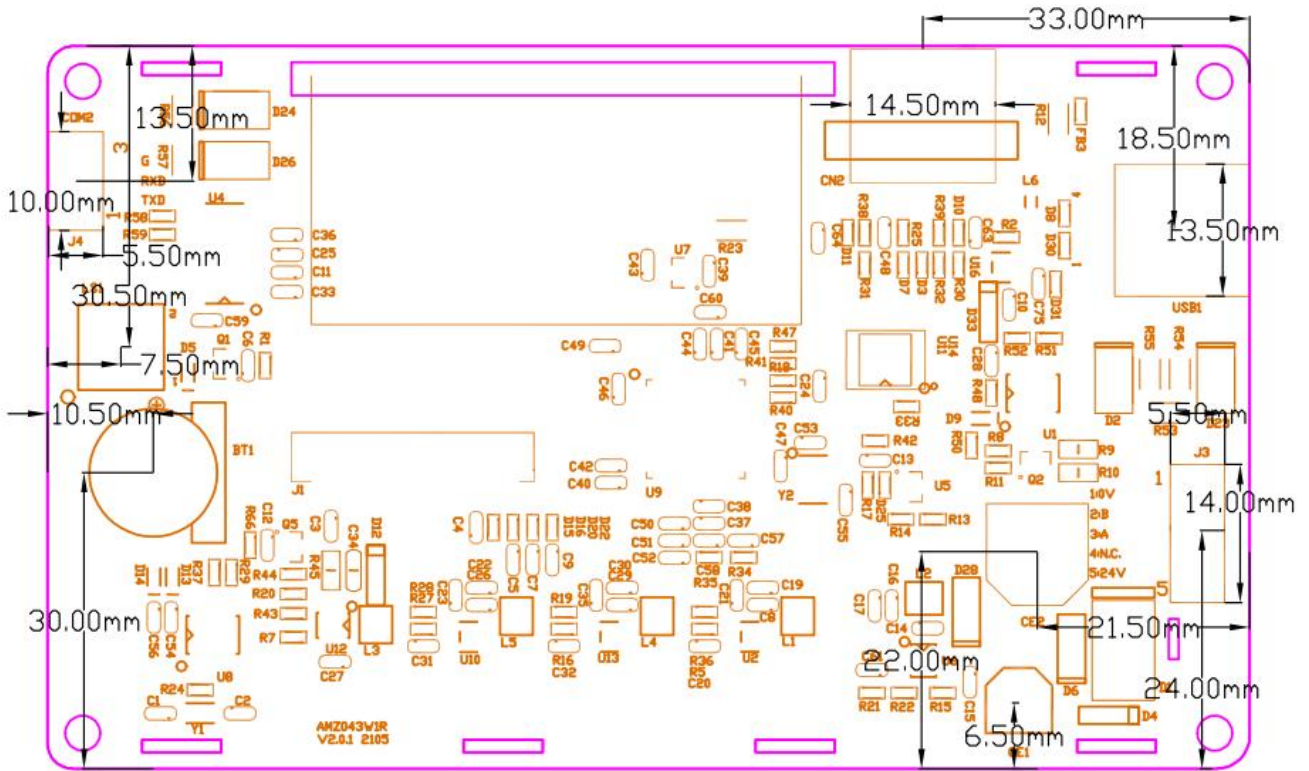 33.00mm
13.50mm
D24
14.50mm
R12
FB3
18.50mm
COM2
3
G
R57
D26
RXD
TXD
10.00mm
1
R58
R59
U4
J4
5.50mm
CN2
L6
4
C36
C25
C11
C33
R23
U7
C43
C39
C64
D11
R38
C48
R25
R39
D10
C63
R2
D8
D30
1
13.50mm
R31
D7
D3
R32
R30
U16
30.50mm
2
C60
D33
C10
C75
D31
USB1
C59
D5
Q1
C6
R1
C49
C44
C41
C45
R47
R41
R18
R40
C24
U11
U14
R52
R51
C28
R55
R54
7.50mm
1
C46
R48
10.50mm
R33
D9
D2
R53
D23
5.50mm
BT1
C47
C53
R42
R50
R8
U1
R9
J3
C42
C40
C13
R11
Q2
R10
1
J1
U9
Y2
R17
D25
U5
1:0V
2:B
3:A
4:N.C.
5:24V
14.00mm
R66
C12
Q5
C3
C34
D12
C4
D15
D16
D20
D22
C38
C50
C37
C55
R14
R13
C51
C57
C52
C58
R34
R35
D14
D13
R37
R29
R44
R45
C5
C7
C9
C16
D28
5
R20
C23
C35
C21
C19
C17
R43
R19
C8
30.00mm
R7
C14
CE2
21.50mm
C56
C54
U12
L3
L5
L4
L1
C31
U10
R16
C32
U13
R36
R5
C20
U2
22.00mm
R24
U8
C27
D6
24.00mm
C1
C2
Y1
R21
R22
R15
C15
D4
AMZ043W1R
V2.0.1 2105
6.50mm
CE1